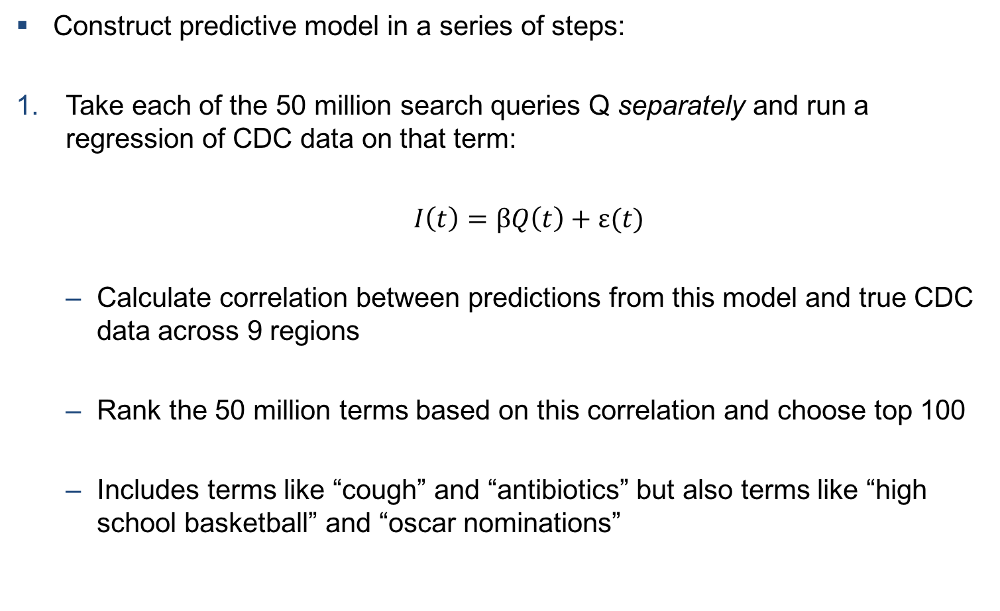 ▪ Construct predictive model in a series of steps:
1. Take each of the 50 million search queries Q separately and run a
regression of CDC data on that term:
I(t) = βQ(t) + ε(t)
– Calculate correlation between predictions from this model and true CDC
data across 9 regions
– Rank the 50 million terms based on this correlation and choose top 100
– Includes terms like “cough” and “antibiotics” but also terms like “high
school basketball” and “oscar nominations”